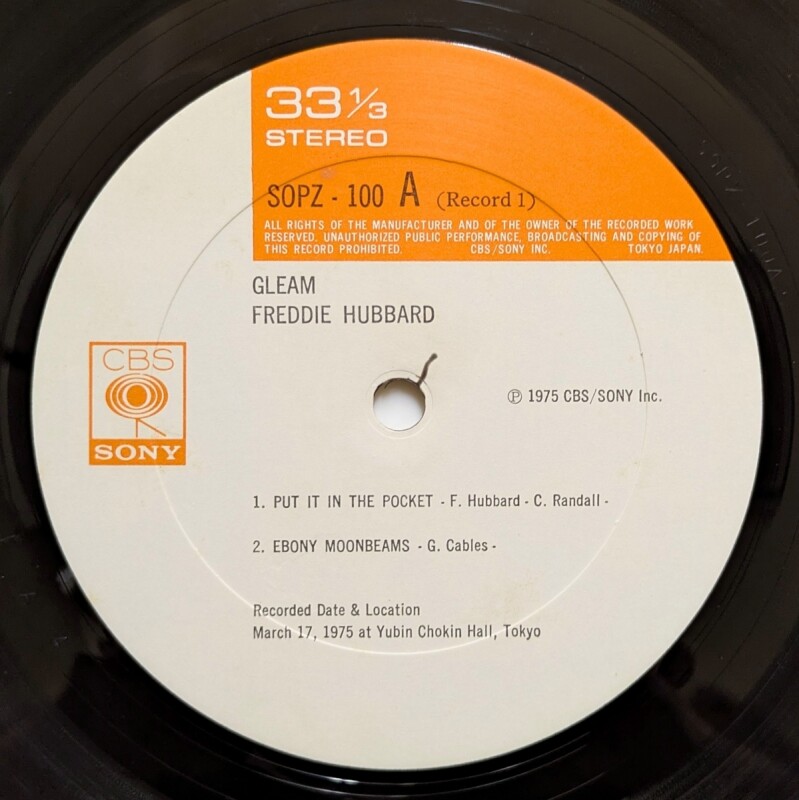 33 1/3
STEREO
SOPZ - 100 A (Record 1)
ALL RIGHTS OF THE MANUFACTURER AND OF THE OWNER OF THE RECORDED WORK
RESERVED. UNAUTHORIZED PUBLIC PERFORMANCE, BROADCASTING AND COPYING OF
THIS RECORD PROHIBITED. CBS/SONY INC. TOKYO JAPAN.
GLEAM
FREDDIE HUBBARD
CBS
SONY
℗ 1975 CBS/SONY Inc.
1. PUT IT IN THE POCKET - F. Hubbard - C. Randall -
2. EBONY MOONBEAMS - G. Cables -
Recorded Date & Location
March 17, 1975 at Yubin Chokin Hall, Tokyo